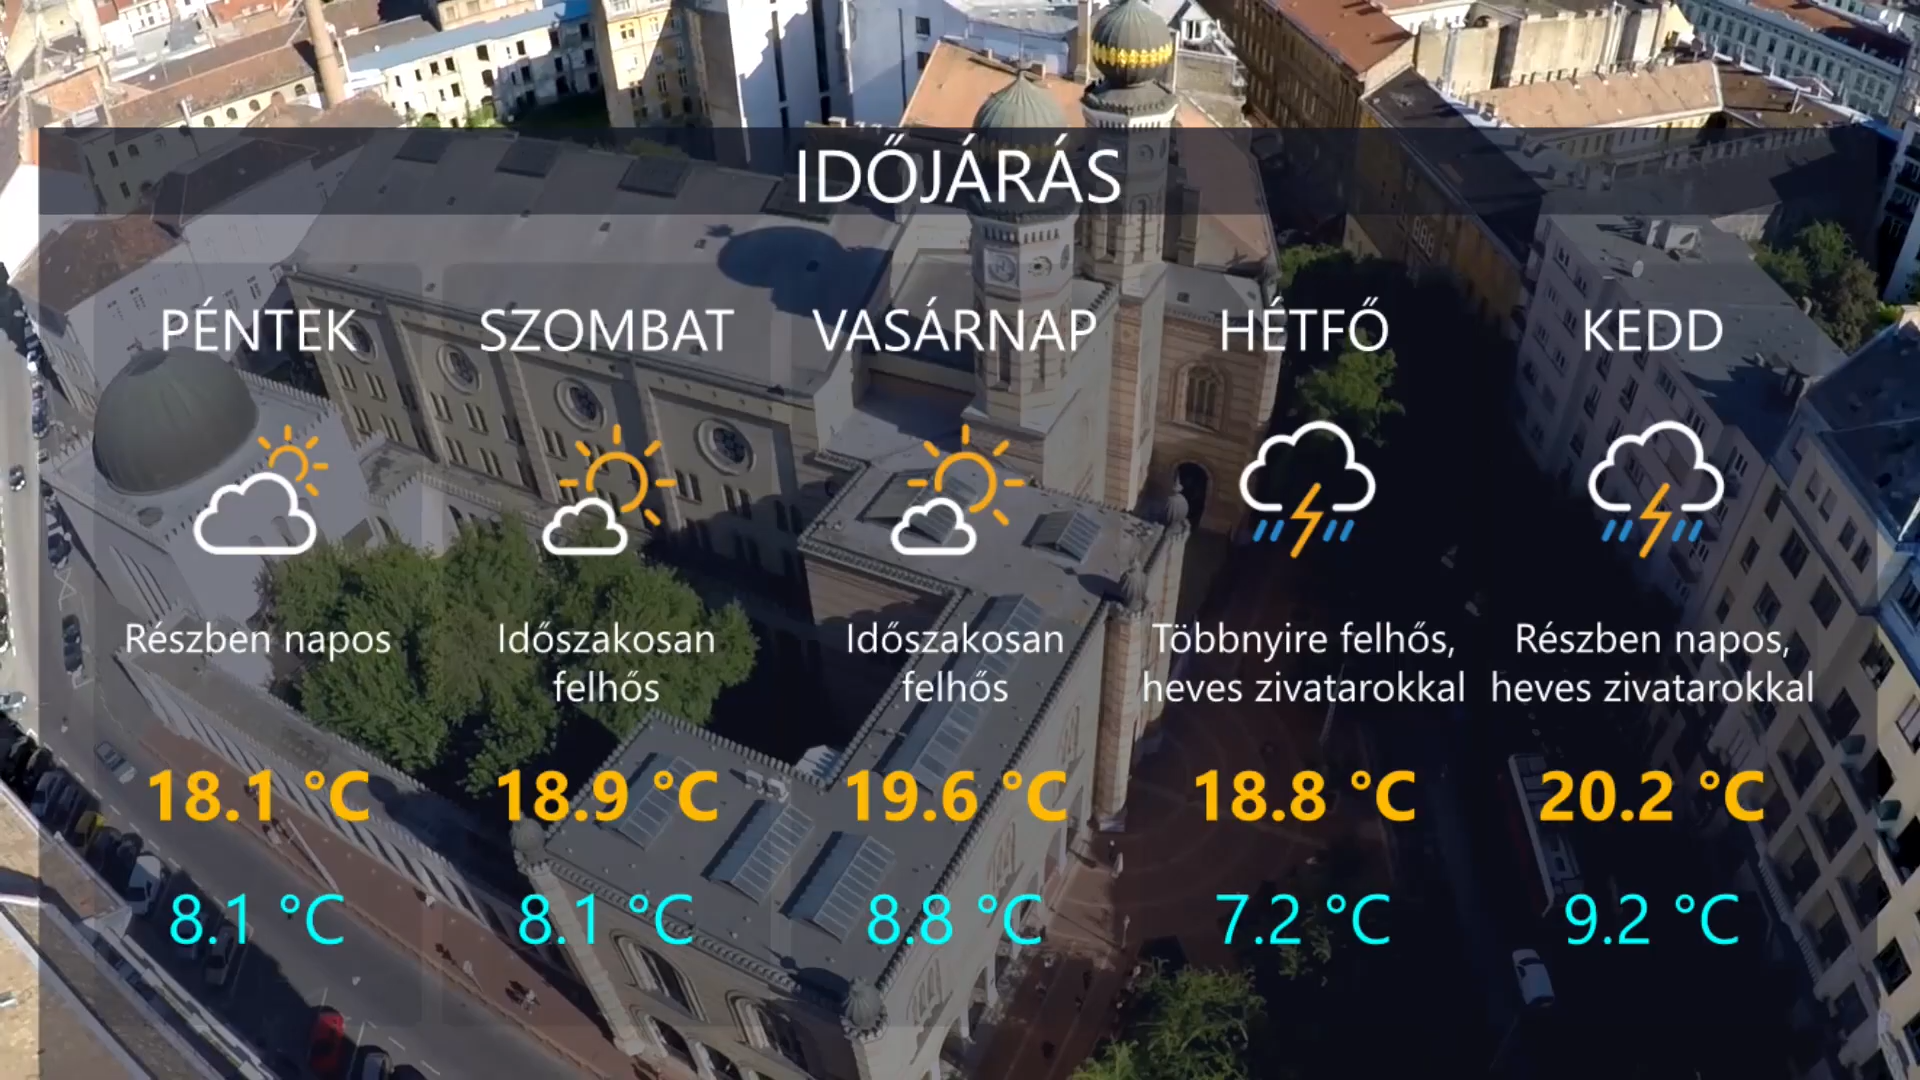 IDŐJÁRÁS
PÉNTEK
Részben napos
18.1 °C
8.1 °C
SZOMBAT
Időszakosan
felhős
18.9 °C
8.1 °C
VASÁRNAP
Időszakosan
felhős
19.6 °C
8.8 °C
HÉTFŐ
Többnyire felhős,
heves zivatarokkal
18.8 °C
7.2 °C
KEDD
Részben napos,
heves zivatarokkal
20.2 °C
9.2 °C